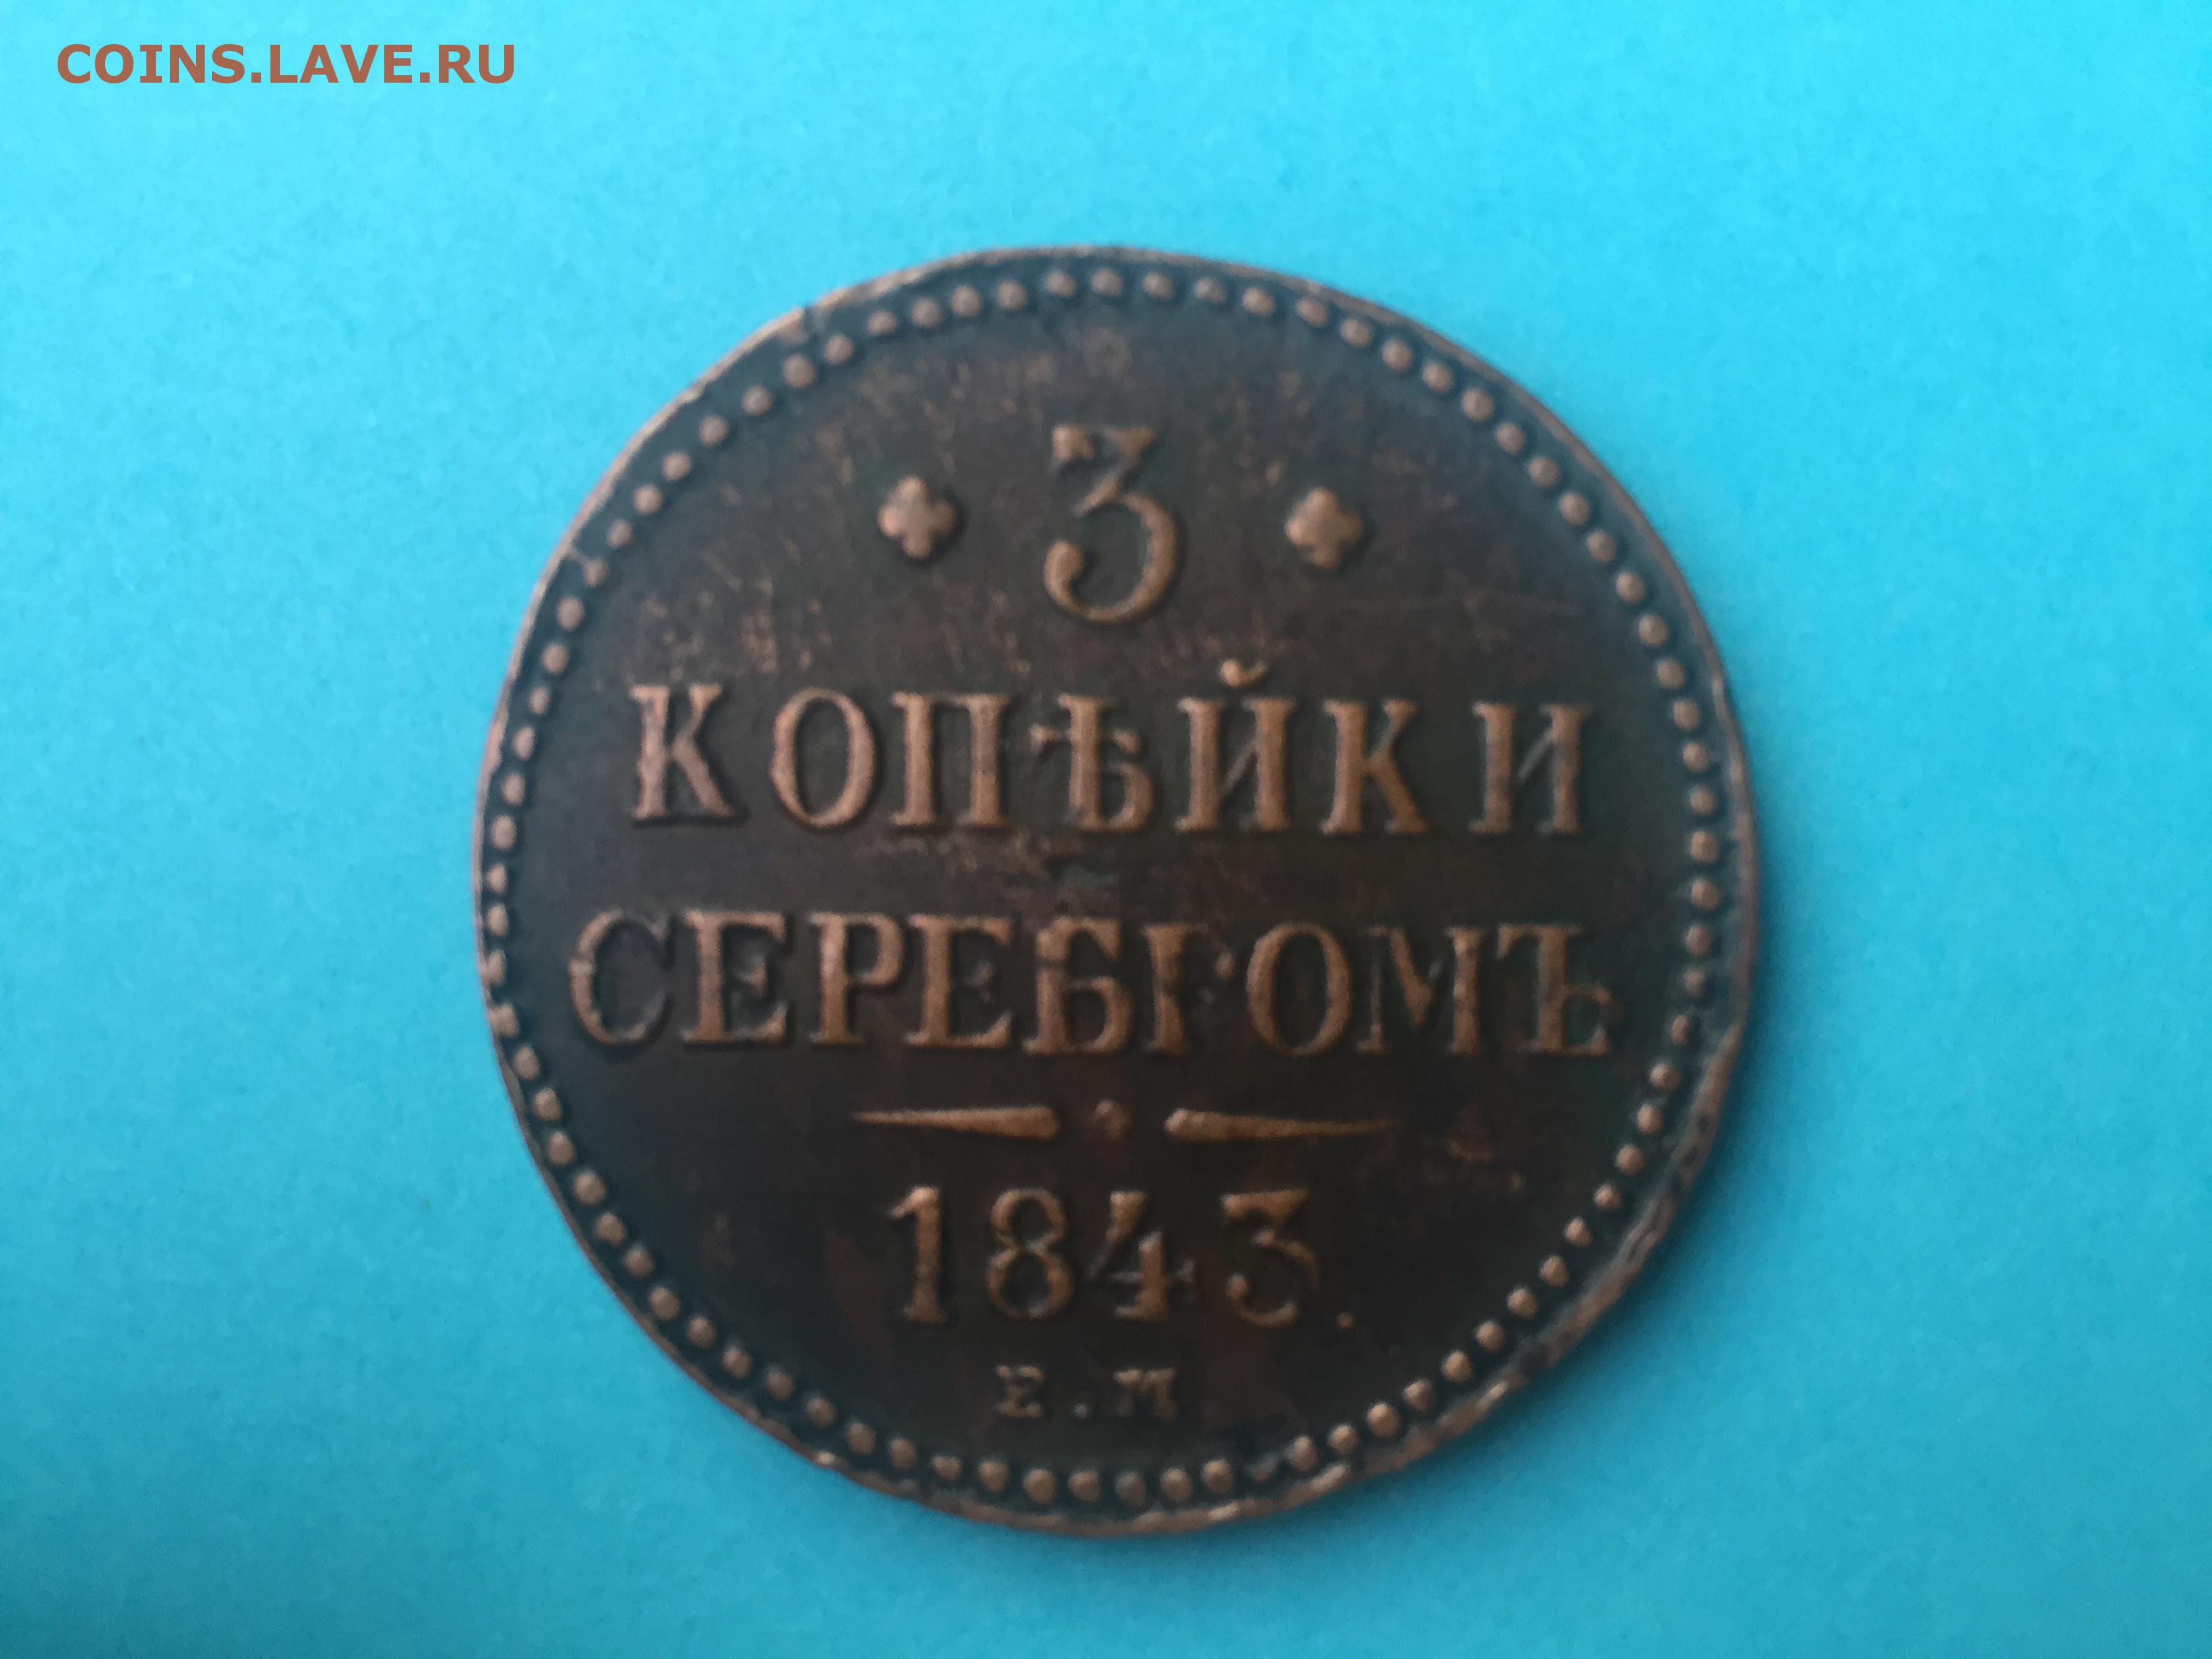 COINS.LAVE.RU
3
КОПѢЙКИ
СЕРЕБРОМЪ
1843.
Е.М